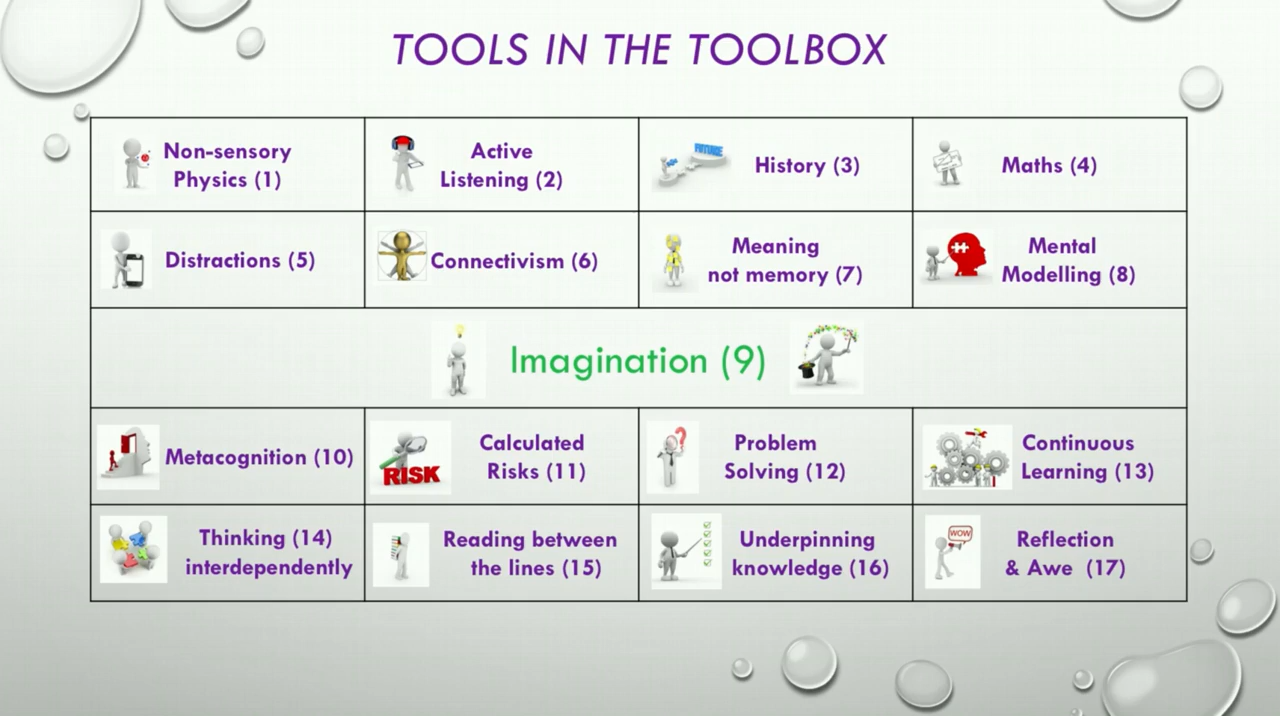 TOOLS IN THE TOOLBOX
Non-sensory
Physics (1)
Active
Listening (2)
FUTURE
History (3)
Maths (4)
Distractions (5)
Connectivism (6)
Meaning
not memory (7)
Mental
Modelling (8)
Imagination (9)
Metacognition (10)
RISK
Calculated
Risks (11)
?
Problem
Solving (12)
Continuous
Learning (13)
Thinking (14)
interdependently
Reading between
the lines (15)
Underpinning
knowledge (16)
WOW
Reflection
& Awe (17)